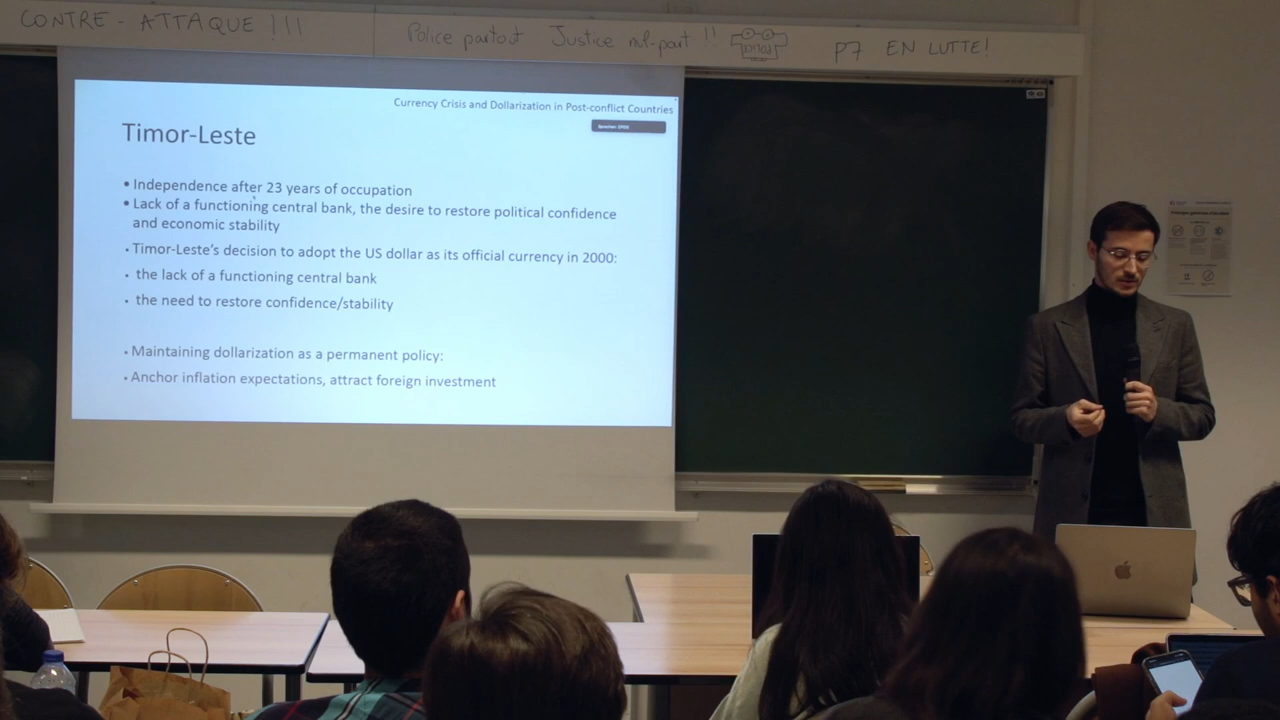 CONTRE - ATTAQUE !!!
Police partout Justice nul-part !!
P7 EN LUTTE!
Currency Crisis and Dollarization in Post-conflict Countries
Timor-Leste
• Independence after 23 years of occupation
• Lack of a functioning central bank, the desire to restore political confidence
and economic stability
• Timor-Leste's decision to adopt the US dollar as its official currency in 2000:
• the lack of a functioning central bank
• the need to restore confidence/stability
• Maintaining dollarization as a permanent policy:
• Anchor inflation expectations, attract foreign investment